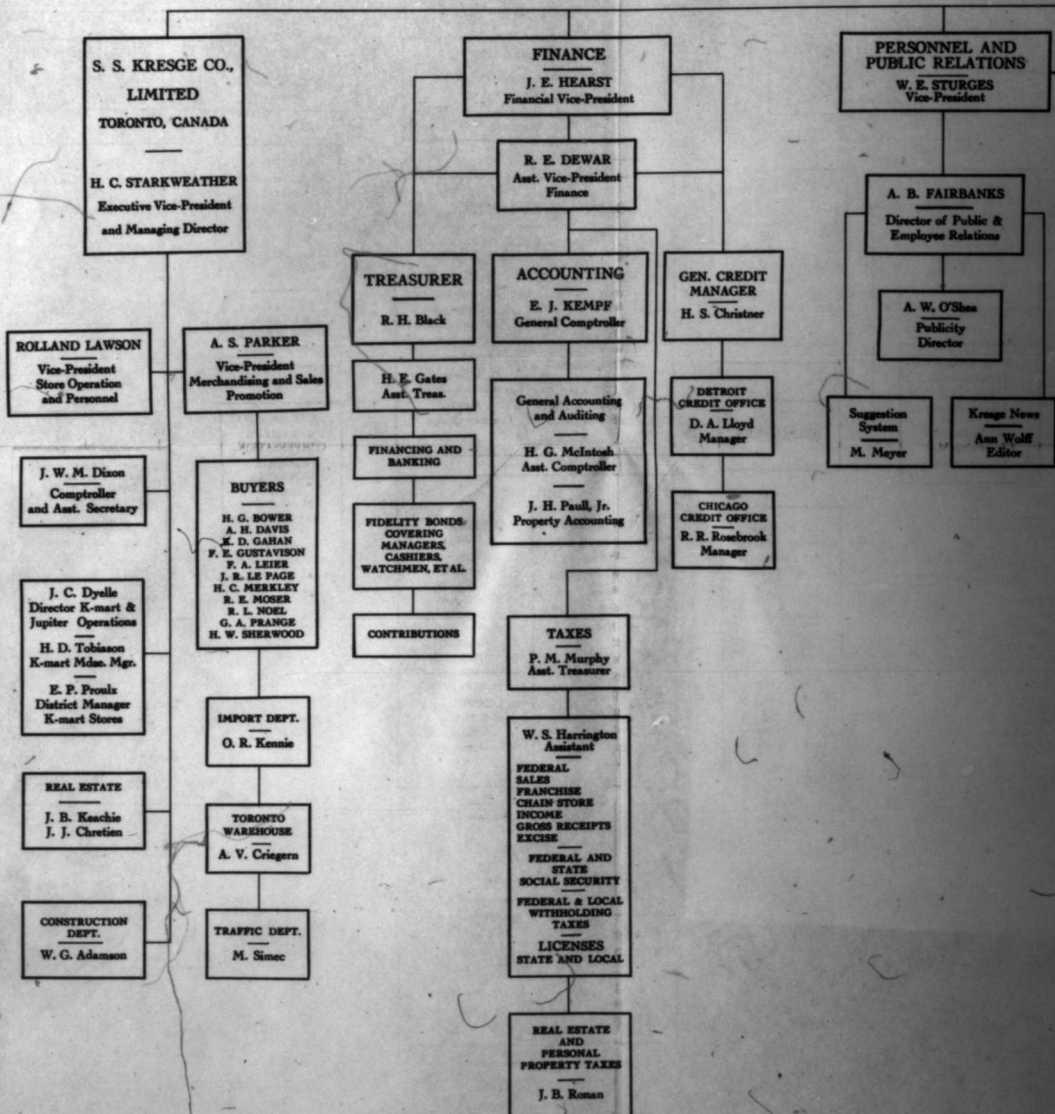 S. S. KRESGE CO.,
LIMITED
TORONTO, CANADA
H. C. STARKWEATHER
Executive Vice-President
and Managing Director
ROLLAND LAWSON
Vice-President
Store Operation
and Personnel
A. S. PARKER
Vice-President
Merchandising and Sales
Promotion
J. W. M. Dixon
Comptroller
and Asst. Secretary
BUYERS
H. G. BOWER
A. H. DAVIS
K. D. GAHAN
F. E. GUSTAVISON
F. A. LEIER
J. R. LE PAGE
H. C. MERKLEY
R. E. MOSER
R. L. NOEL
G. A. PRANGE
H. W. SHERWOOD
J. C. Dyelle
Director K-mart &
Jupiter Operations
H. D. Tobiason
K-mart Mdse. Mgr.
E. P. Proulx
District Manager
K-mart Stores
IMPORT DEPT.
O. R. Kennie
REAL ESTATE
J. B. Keachie
J. J. Chretien
TORONTO
WAREHOUSE
A. V. Criegern
CONSTRUCTION
DEPT.
W. G. Adamson
TRAFFIC DEPT.
M. Simec
FINANCE
J. E. HEARST
Financial Vice-President
R. E. DEWAR
Asst. Vice-President
Finance
TREASURER
R. H. Black
H. E. Gates
Asst. Treas.
FINANCING AND
BANKING
FIDELITY BONDS
COVERING
MANAGERS,
CASHIERS,
WATCHMEN, ET AL.
CONTRIBUTIONS
ACCOUNTING
E. J. KEMPF
General Comptroller
General Accounting
and Auditing
H. G. McIntosh
Asst. Comptroller
J. H. Paull, Jr.
Property Accounting
GEN. CREDIT
MANAGER
H. S. Christner
DETROIT
CREDIT OFFICE
D. A. Lloyd
Manager
CHICAGO
CREDIT OFFICE
R. R. Rosebrook
Manager
TAXES
P. M. Murphy
Asst. Treasurer
W. S. Harrington
Assistant
FEDERAL
SALES
FRANCHISE
CHAIN STORE
INCOME
GROSS RECEIPTS
EXCISE
FEDERAL AND
STATE
SOCIAL SECURITY
FEDERAL & LOCAL
WITHHOLDING
TAXES
LICENSES
STATE AND LOCAL
REAL ESTATE
AND
PERSONAL
PROPERTY TAXES
J. B. Ronan
PERSONNEL AND
PUBLIC RELATIONS
W. E. STURGES
Vice-President
A. B. FAIRBANKS
Director of Public &
Employee Relations
A. W. O'Shea
Publicity
Director
Suggestion
System
M. Meyer
Kresge News
Ann Wolff
Editor